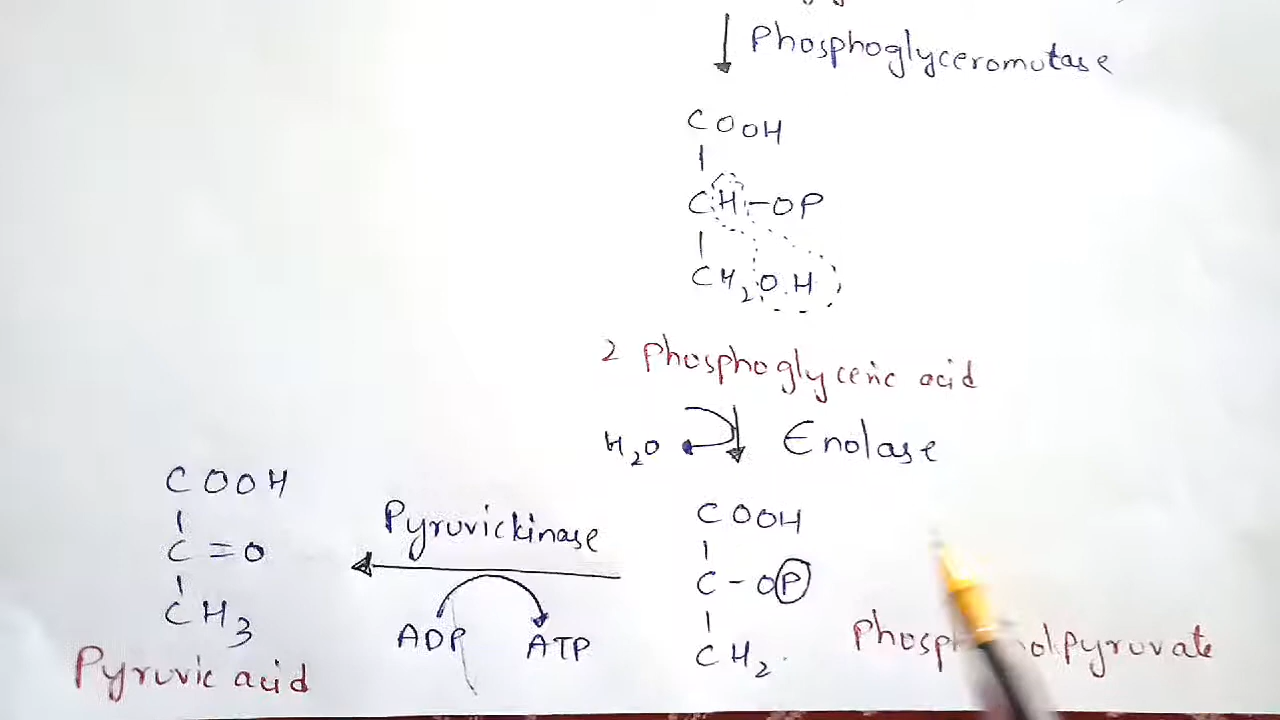 Phosphoglyceromutase
COOH
CH-OP
CH2OH
2 Phosphoglyceric acid
H2O Enolase
COOH
C-OP
CH2
COOH
C=O
CH3
Pyruvic acid
Pyruvickinase
ADP ATP